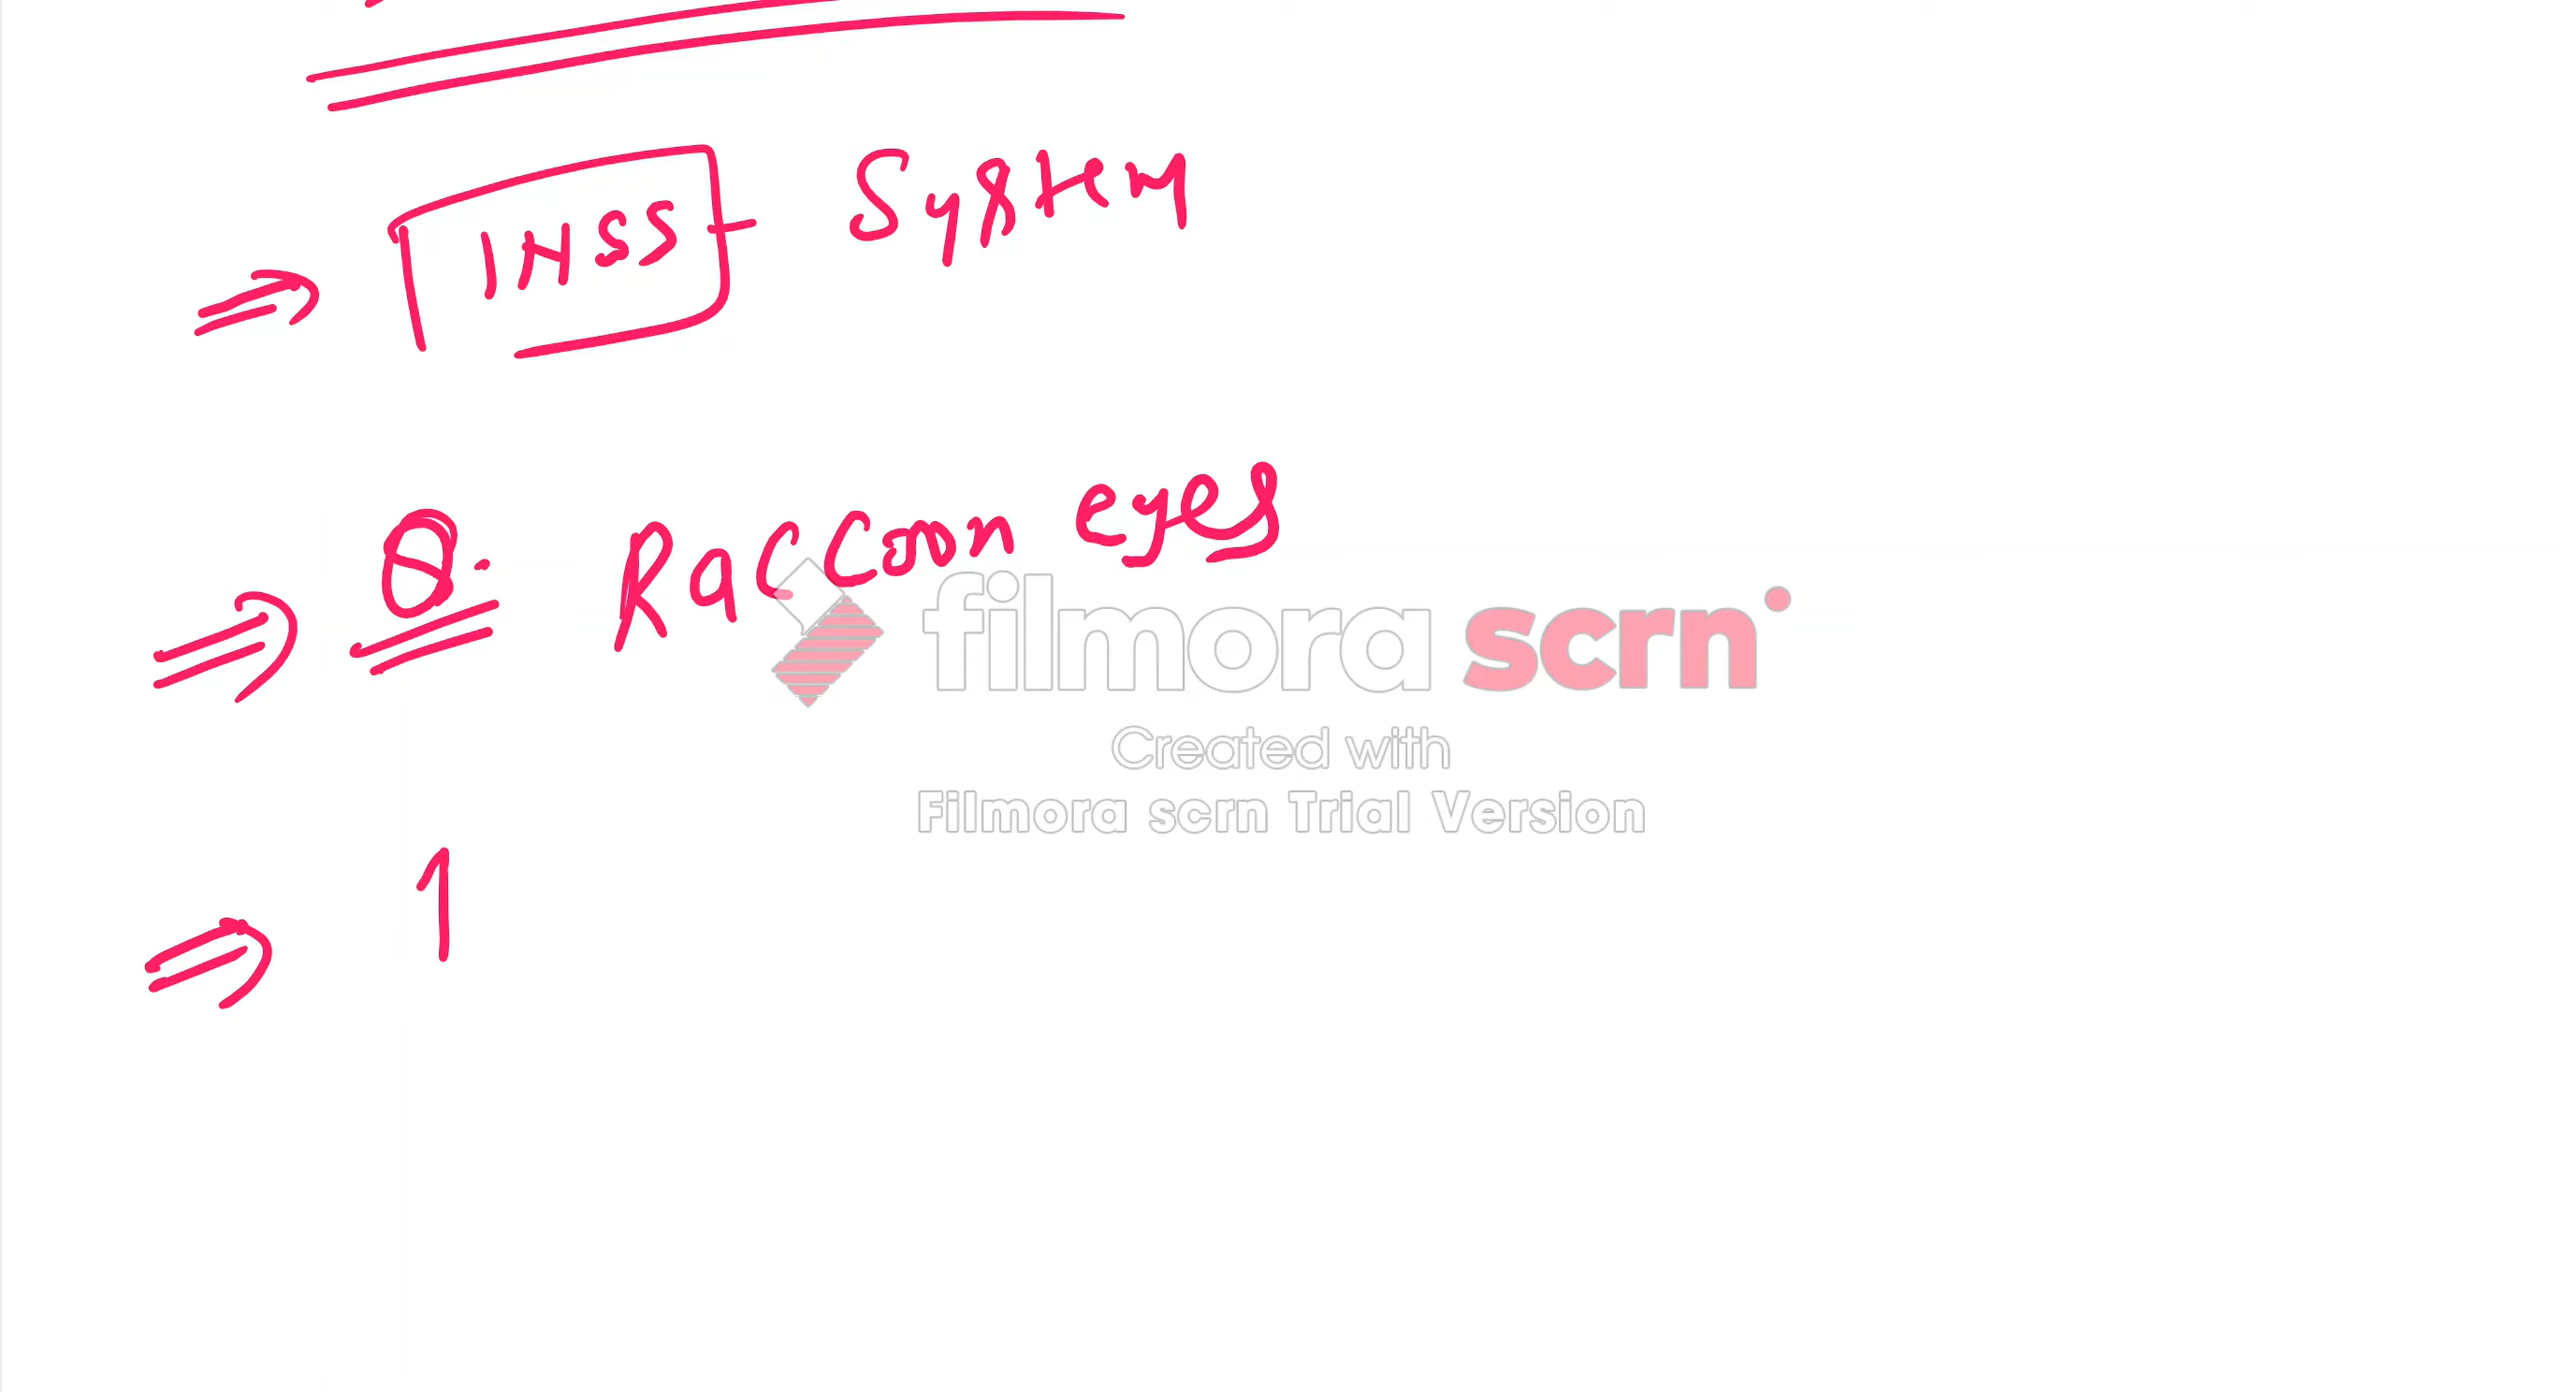 ⇒ INSS - System
⇒ Q. Raccoon eyes
filmora scrn
Created with
Filmora scrn Trial Version
⇒ 1